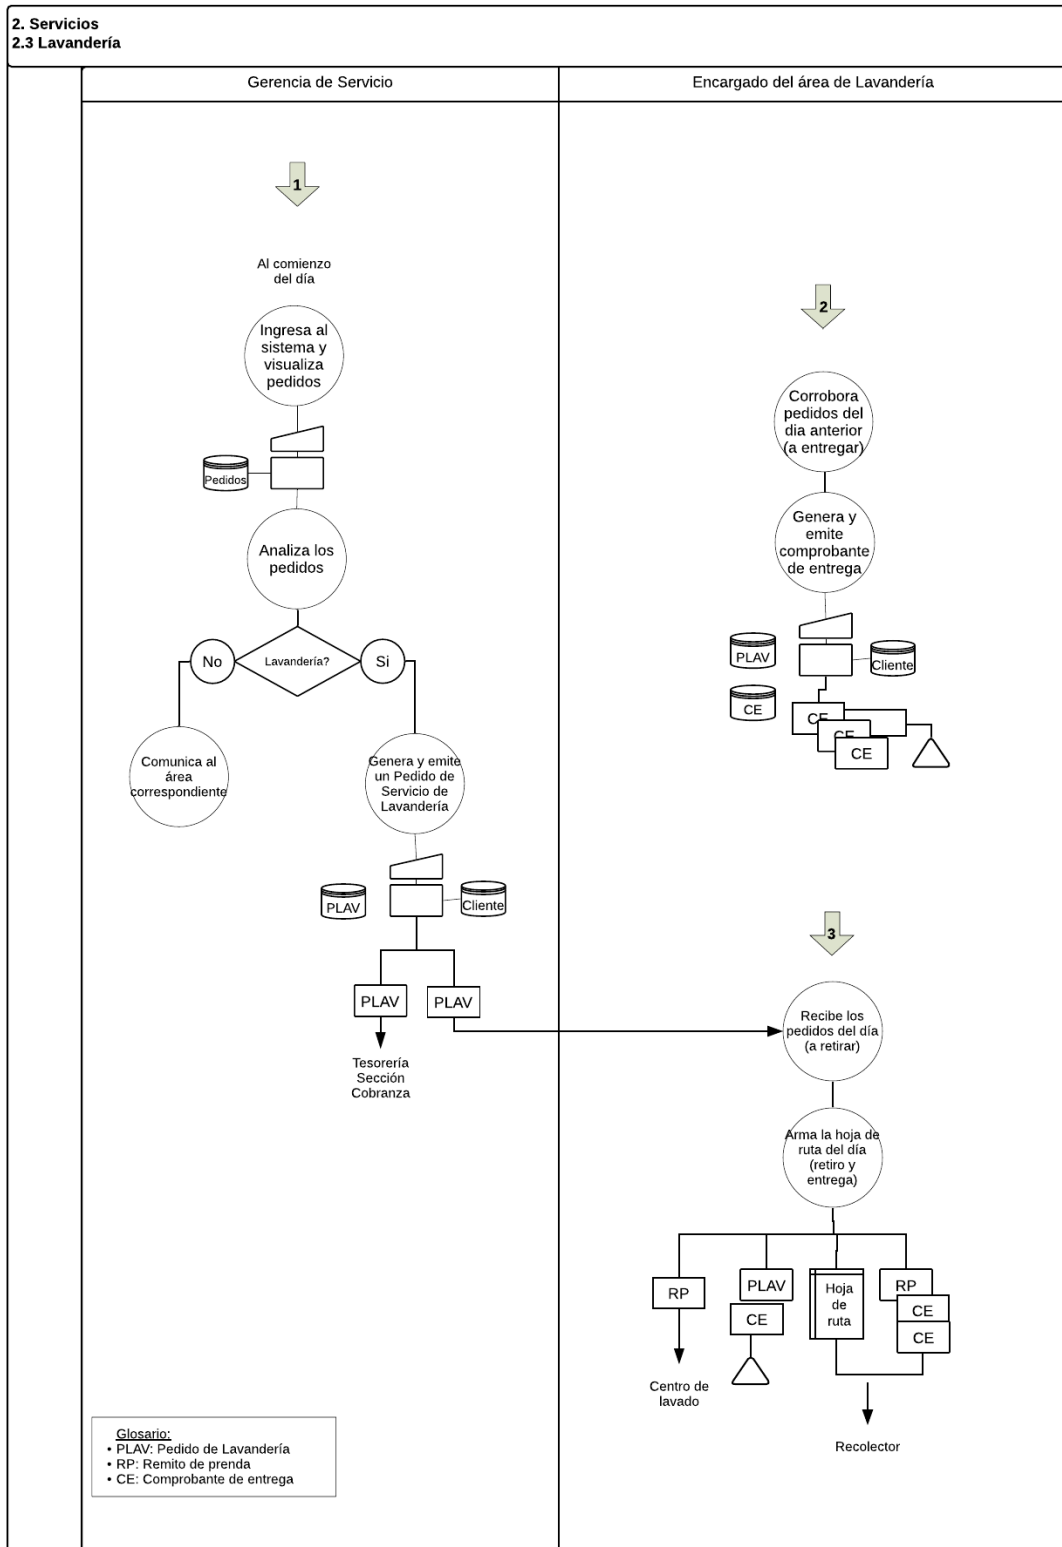 2. Servicios
2.3 Lavandería
Gerencia de Servicio
Encargado del área de Lavandería
1
Al comienzo
del día
Ingresa al
sistema y
visualiza
pedidos
Pedidos
Analiza los
pedidos
No
Lavandería?
Si
Comunica al
área
correspondiente
Genera y emite
un Pedido de
Servicio de
Lavandería
PLAV
Cliente
PLAV
PLAV
Tesorería
Sección
Cobranza
2
Corrobora
pedidos del
dia anterior
(a entregar)
Genera y
emite
comprobante
de entrega
PLAV
Cliente
CE
CE
CE
CE
3
Recibe los
pedidos del día
(a retirar)
Arma la hoja de
ruta del día
(retiro y
entrega)
RP
PLAV
CE
Hoja
de
ruta
RP
CE
CE
Centro de
lavado
Recolector
Glosario:
• PLAV: Pedido de Lavandería
• RP: Remito de prenda
• CE: Comprobante de entrega